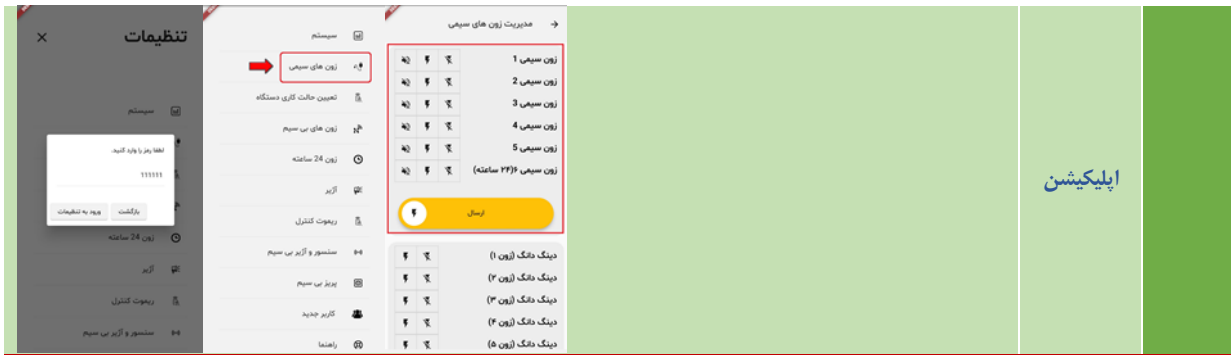 اپلیکیشن
مدیریت زون های سیمی
زون سیمی 1
زون سیمی 2
زون سیمی 3
زون سیمی 4
زون سیمی 5
زون سیمی ۶(۲۴ ساعته)
ارسال
دینگ دانگ (زون ۱)
دینگ دانگ (زون ۲)
دینگ دانگ (زون ۳)
دینگ دانگ (زون ۴)
دینگ دانگ (زون ۵)
سیستم
زون های سیمی
تعیین حالت کاری دستگاه
زون های بی سیم
زون 24 ساعته
آژیر
ریموت کنترل
سنسور و آژیر بی سیم
پریز بی سیم
کاربر جدید
راهنما
تنظیمات
سیستم
لطفا رمز را وارد کنید.
111111
بازگشت
ورود به تنظیمات
زون 24 ساعته
آژیر
ریموت کنترل
سنسور و آژیر بی سیم